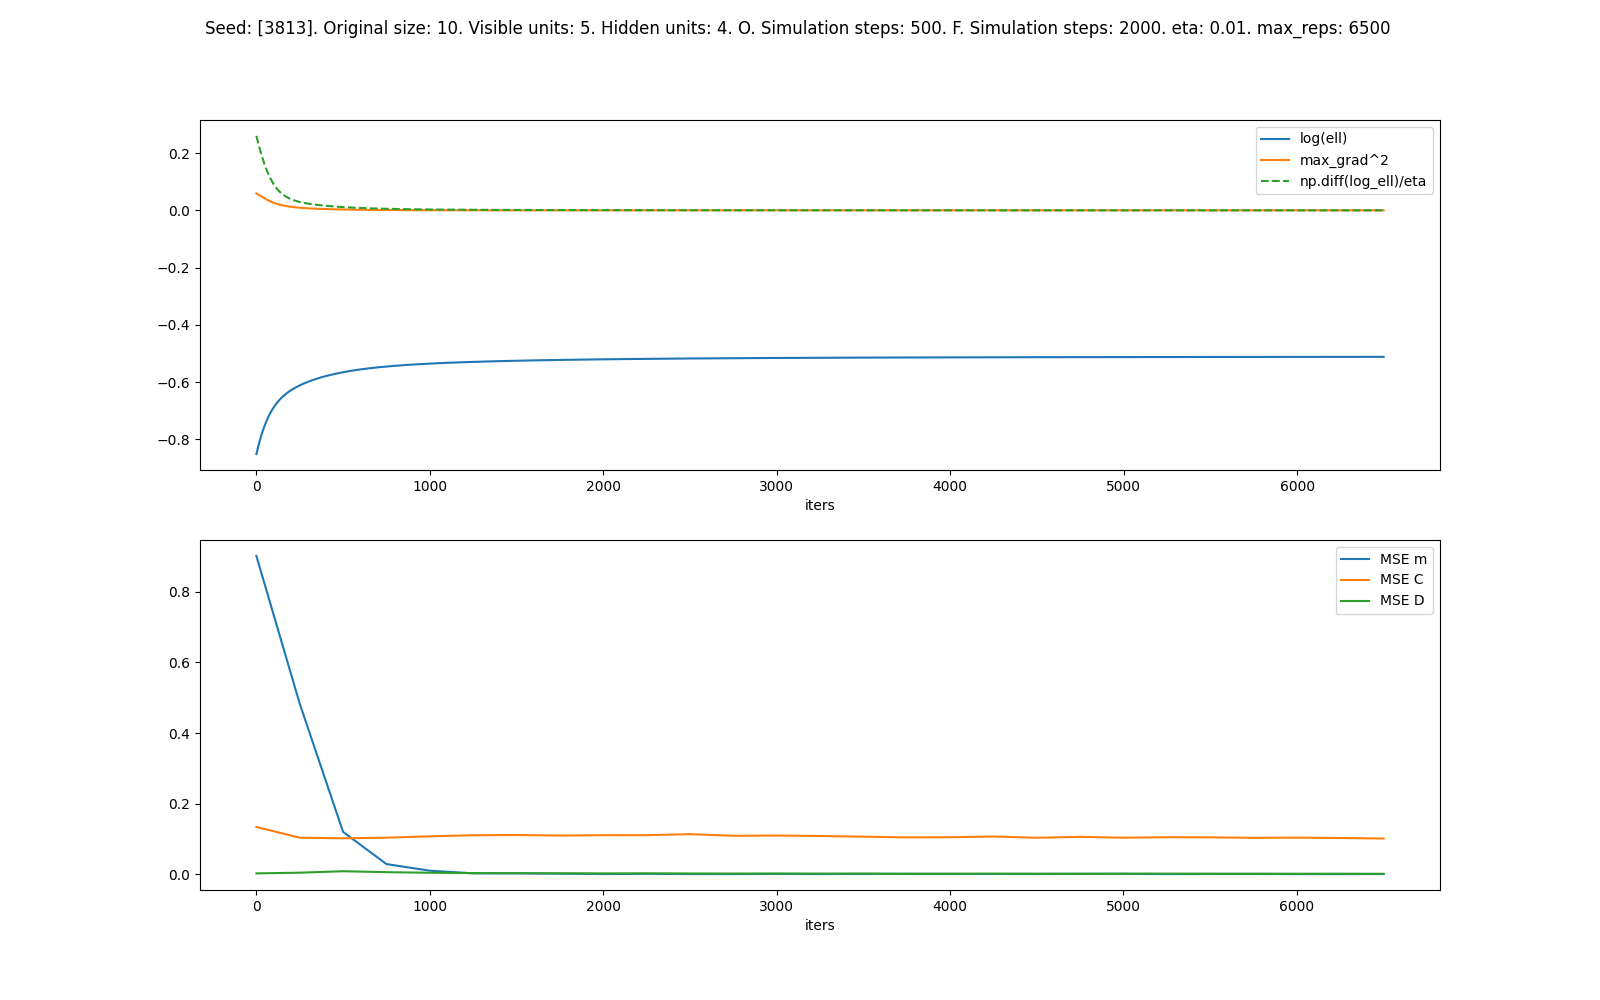 Seed: [3813]. Original size: 10. Visible units: 5. Hidden units: 4. O. Simulation steps: 500. F. Simulation steps: 2000. eta: 0.01. max_reps: 6500
log(ell)
max_grad^2
np.diff(log_ell)/eta
0.2
0.0
−0.2
−0.4
−0.6
−0.8
0 1000 2000 3000 4000 5000 6000
iters
MSE m
MSE C
MSE D
0.8
0.6
0.4
0.2
0.0
0 1000 2000 3000 4000 5000 6000
iters